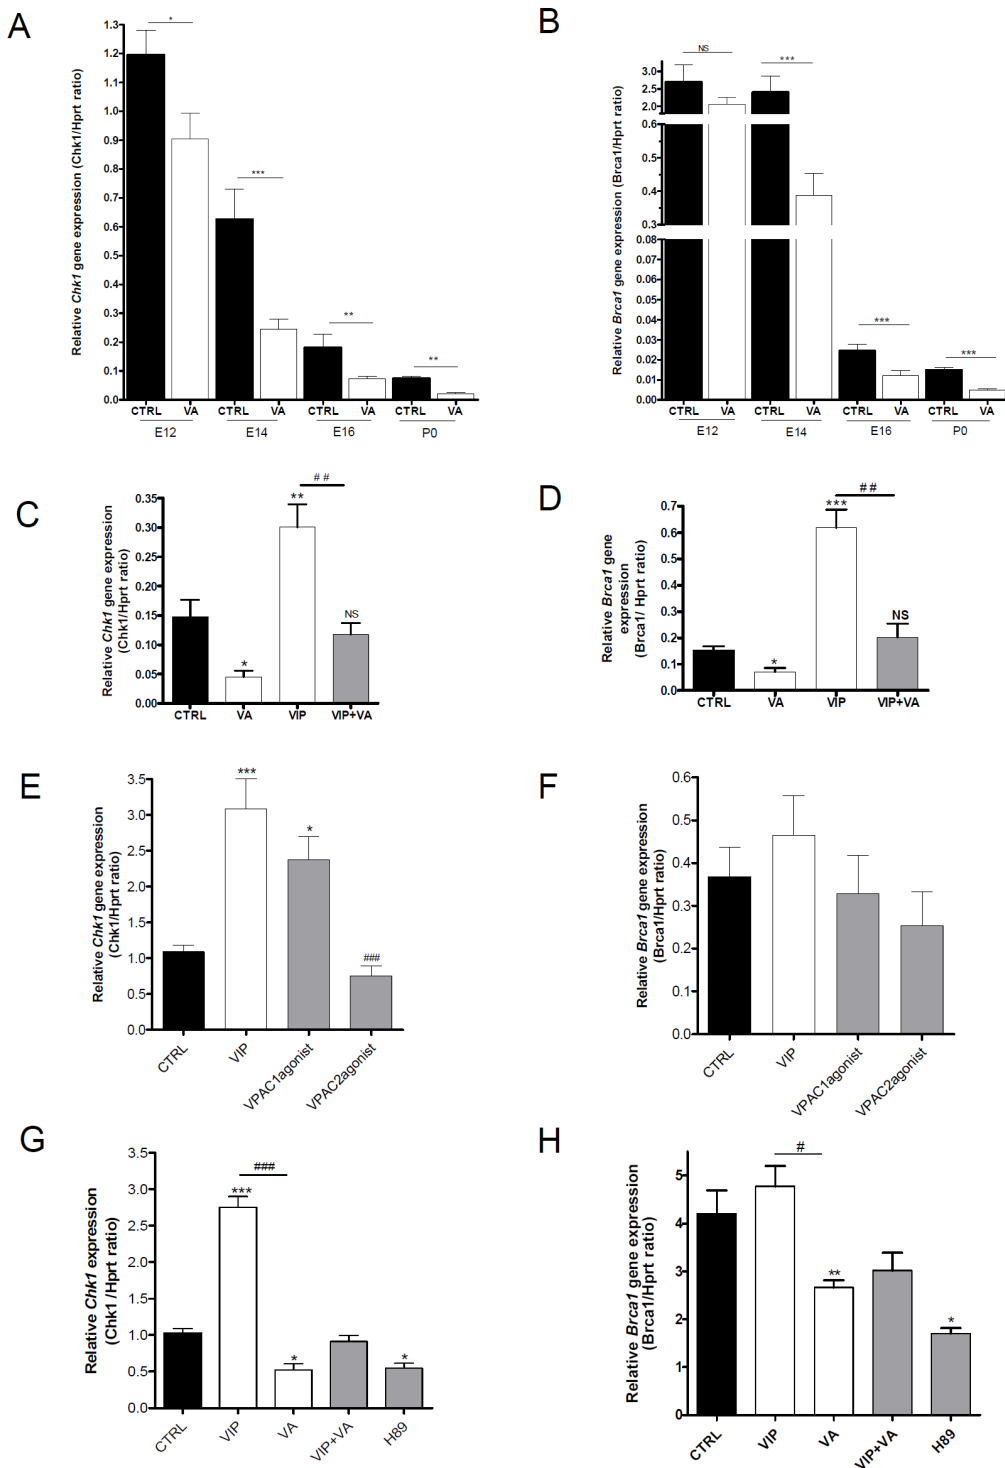 A
Relative Chk1 gene expression (Chk1/Hprt ratio)
1.3
1.2
1.1
1.0
0.9
0.8
0.7
0.6
0.5
0.4
0.3
0.2
0.1
0.0
*
***
**
**
CTRL VA CTRL VA CTRL VA CTRL VA
E12 E14 E16 P0
B
Relative Brca1 gene expression (Brca1/Hprt ratio)
3.0
2.5
2.0
0.6
0.5
0.4
0.3
0.08
0.07
0.06
0.05
0.04
0.03
0.02
0.01
0.00
NS
***
***
***
CTRL VA CTRL VA CTRL VA CTRL VA
E12 E14 E16 P0
C
Relative Chk1 gene expression
(Chk1/Hprt ratio)
0.35
0.30
0.25
0.20
0.15
0.10
0.05
0.00
# #
**
NS
*
CTRL VA VIP VIP+VA
D
Relative Brca1 gene
expression
(Brca1/ Hprt ratio)
0.7
0.6
0.5
0.4
0.3
0.2
0.1
0.0
# #
***
NS
*
CTRL VA VIP VIP+VA
E
Relative Chk1 gene expression
(Chk1/Hprt ratio)
3.5
3.0
2.5
2.0
1.5
1.0
0.5
0.0
***
*
###
CTRL VIP VPAC1agonist VPAC2agonist
F
Relative Brca1 gene expression
(Brca1/Hprt ratio)
0.6
0.5
0.4
0.3
0.2
0.1
0.0
CTRL VIP VPAC1agonist VPAC2agonist
G
Relative Chk1 expression
(Chk1 /Hprt ratio)
3.5
3.0
2.5
2.0
1.5
1.0
0.5
0.0
###
***
*
*
CTRL VIP VA VIP+VA H89
H
Relative Brca1 gene expression
(Brca1/Hprt ratio)
5
4
3
2
1
0
#
**
*
CTRL VIP VA VIP+VA H89